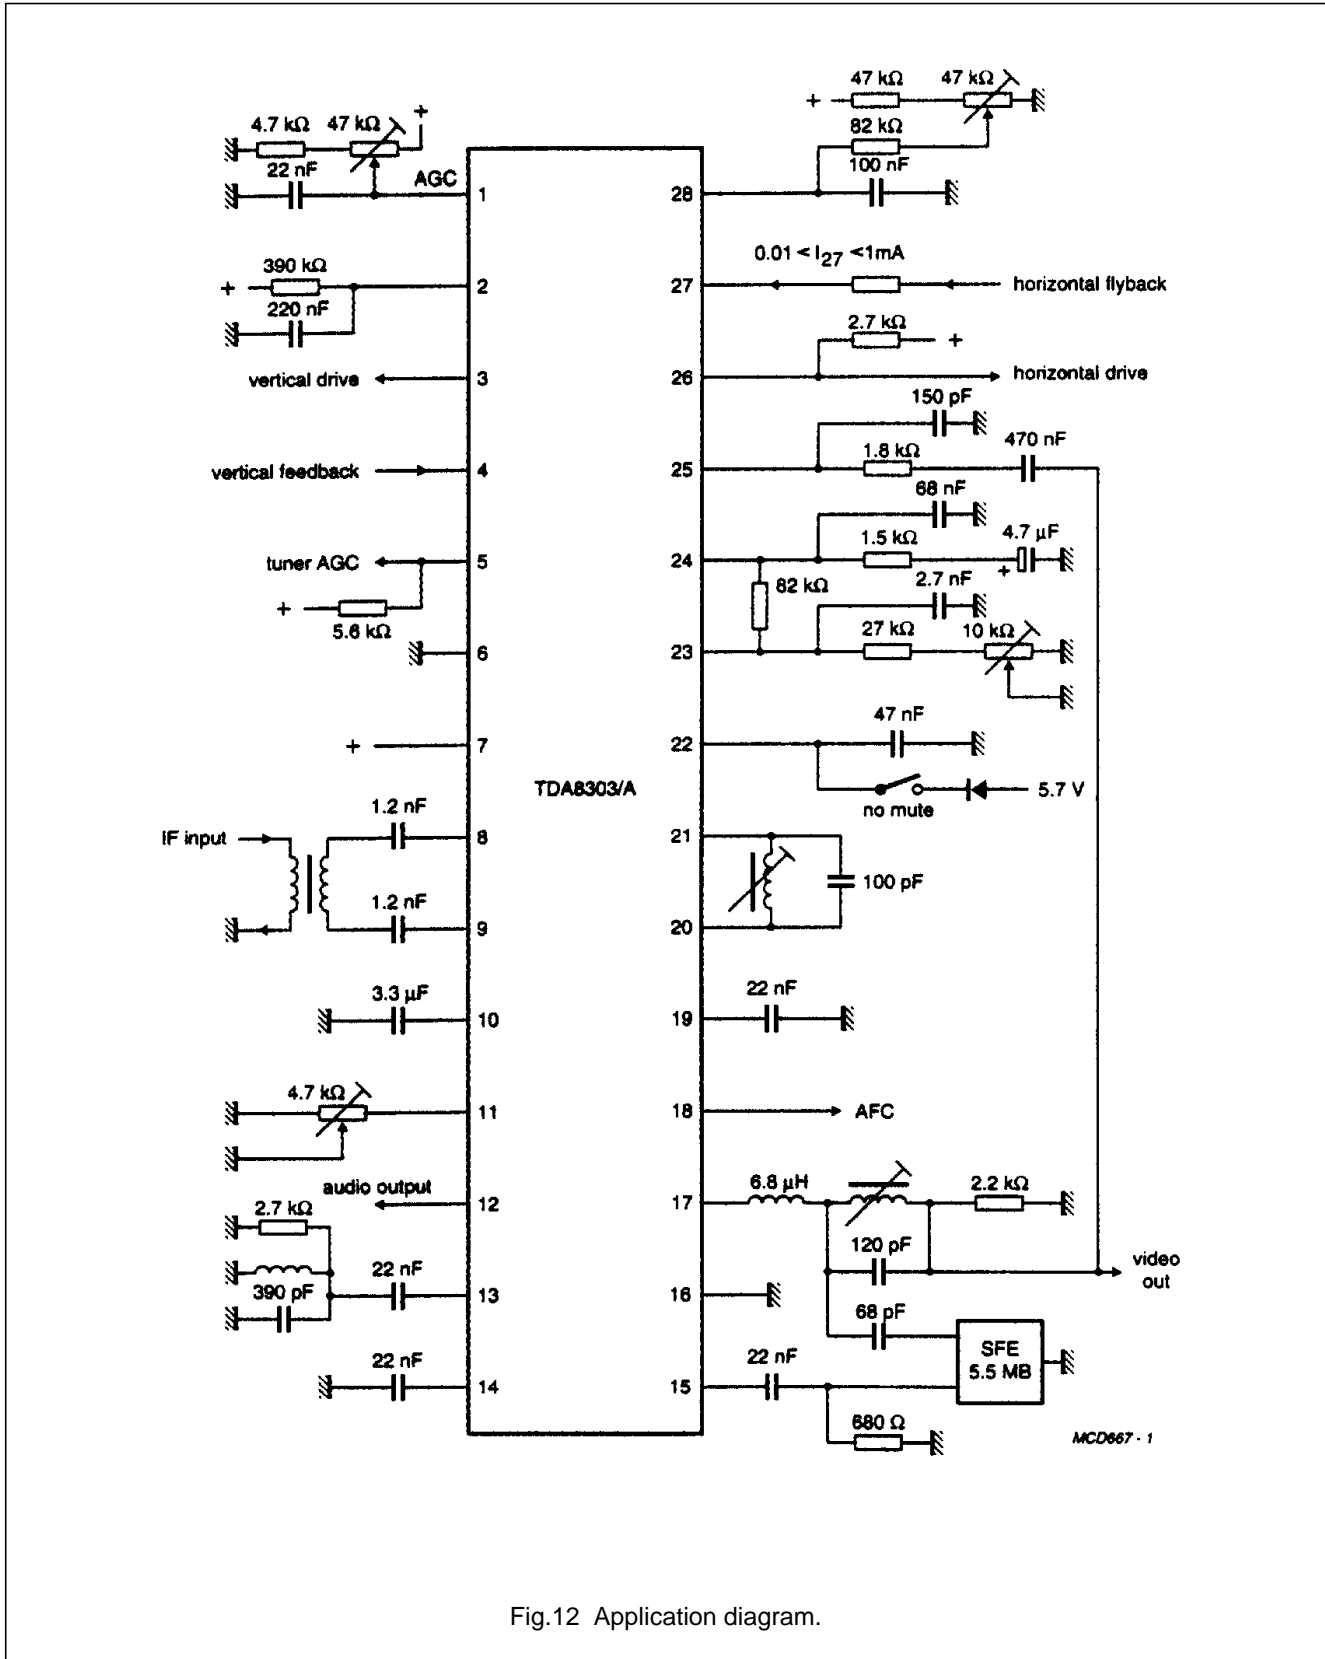 47 kΩ 47 kΩ
+
82 kΩ
100 nF
28
4.7 kΩ 47 kΩ +
22 nF
AGC
1
0.01 < I27 < 1mA
27
horizontal flyback
390 kΩ
+
220 nF
2
2.7 kΩ
+
26
horizontal drive
vertical drive
3
150 pF
470 nF
1.8 kΩ
25
vertical feedback
4
68 nF
4.7 µF
1.5 kΩ
+
24
tuner AGC
5
+
5.6 kΩ
82 kΩ
2.7 nF
27 kΩ 10 kΩ
23
6
47 nF
22
no mute
5.7 V
+
7
TDA8303/A
1.2 nF
IF input
8
21
100 pF
1.2 nF
9
20
3.3 µF
10
22 nF
19
4.7 kΩ
11
18
AFC
audio output
12
6.8 µH
2.2 kΩ
17
120 pF
video
out
2.7 kΩ
390 pF
22 nF
13
16
68 pF
SFE
5.5 MB
22 nF
14
22 nF
15
680 Ω
MCD667 - 1
Fig.12 Application diagram.